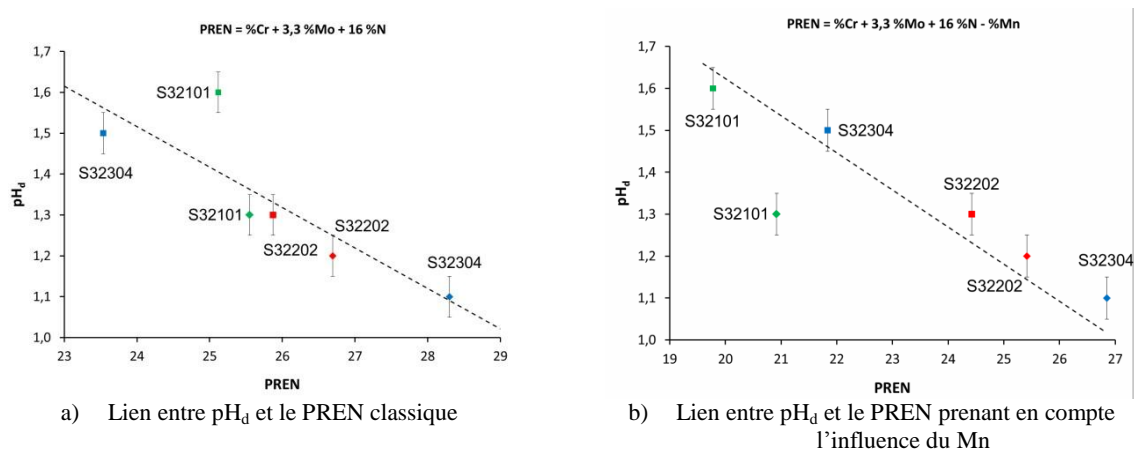 PREN = %Cr + 3,3 %Mo + 16 %N
1,7
1,6
1,5
1,4
1,3
1,2
1,1
1,0
pHd
S32101
S32304
S32101
S32202
S32202
S32304
23
24
25
26
27
28
29
PREN
a) Lien entre pHd et le PREN classique
PREN = %Cr + 3,3 %Mo + 16 %N - %Mn
1,7
1,6
1,5
1,4
1,3
1,2
1,1
1,0
pHd
S32101
S32304
S32202
S32101
S32202
S32304
19
20
21
22
23
24
25
26
27
PREN
b) Lien entre pHd et le PREN prenant en compte
l’influence du Mn